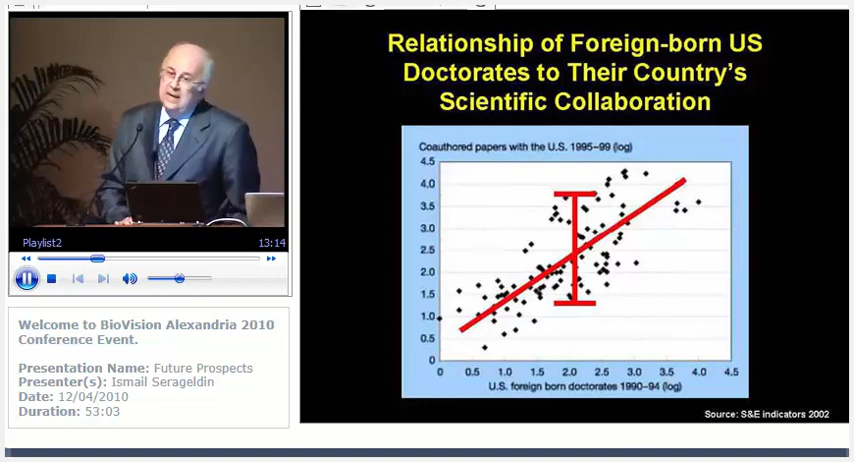 Playlist2
13:14
Welcome to BioVision Alexandria 2010
Conference Event.
Presentation Name: Future Prospects
Presenter(s): Ismail Serageldin
Date: 12/04/2010
Duration: 53:03
Relationship of Foreign-born US
Doctorates to Their Country's
Scientific Collaboration
Coauthored papers with the U.S. 1995–99 (log)
4.5
4.0
3.5
3.0
2.5
2.0
1.5
1.0
0.5
0
0 0.5 1.0 1.5 2.0 2.5 3.0 3.5 4.0 4.5
U.S. foreign born doctorates 1990–94 (log)
Source: S&E indicators 2002